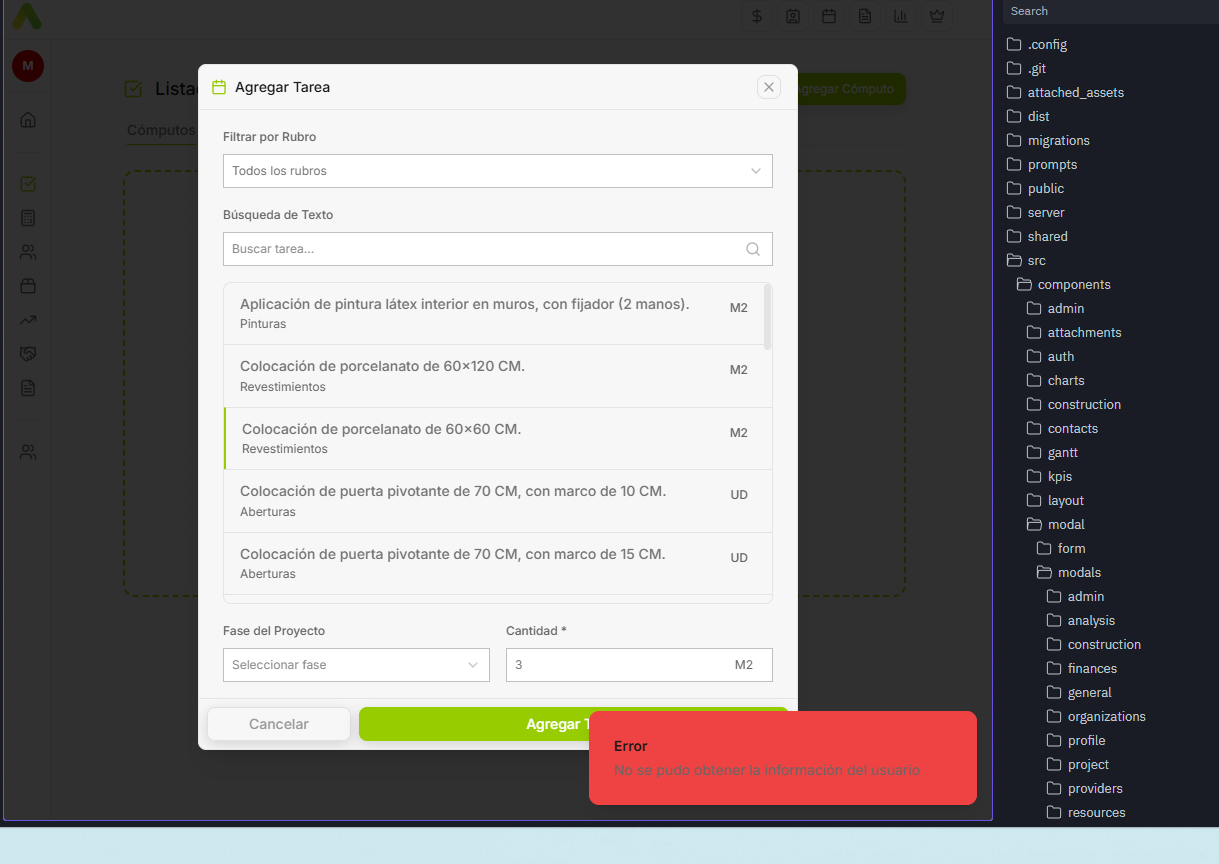 Search
M
Lista
Agregar Cómputo
Cómputos
Agregar Tarea
Filtrar por Rubro
Todos los rubros
Búsqueda de Texto
Buscar tarea...
Aplicación de pintura látex interior en muros, con fijador (2 manos).
M2
Pinturas
Colocación de porcelanato de 60x120 CM.
M2
Revestimientos
Colocación de porcelanato de 60x60 CM.
M2
Revestimientos
Colocación de puerta pivotante de 70 CM, con marco de 10 CM.
UD
Aberturas
Colocación de puerta pivotante de 70 CM, con marco de 15 CM.
UD
Aberturas
Fase del Proyecto
Cantidad *
Seleccionar fase
3
M2
Cancelar
Agregar T
Error
No se pudo obtener la información del usuario
.config
.git
attached_assets
dist
migrations
prompts
public
server
shared
src
components
admin
attachments
auth
charts
construction
contacts
gantt
kpis
layout
modal
form
modals
admin
analysis
construction
finances
general
organizations
profile
project
providers
resources